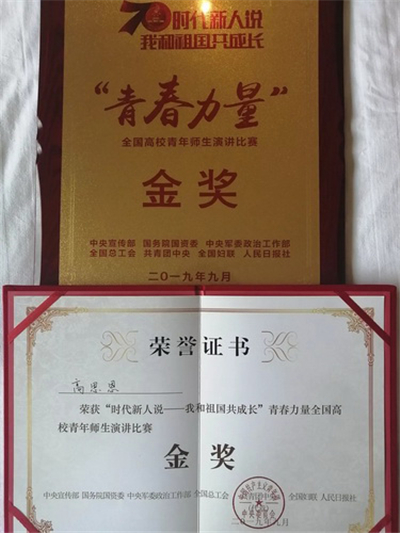 70 时代新人说
我和祖国共成长
“青春力量”
全国高校青年师生演讲比赛
金奖
中央宣传部 国务院国资委 中央军委政治工作部
全国总工会 共青团中央 全国妇联 人民日报社
二〇一九年九月
荣誉证书
高思恩
荣获“时代新人说——我和祖国共成长”青春力量全国高
校青年师生演讲比赛
金奖
中央宣传部 国务院国资委 中央军委政治工作部 全国总工会 共青团中央 全国妇联 人民日报社
二〇一九年九月